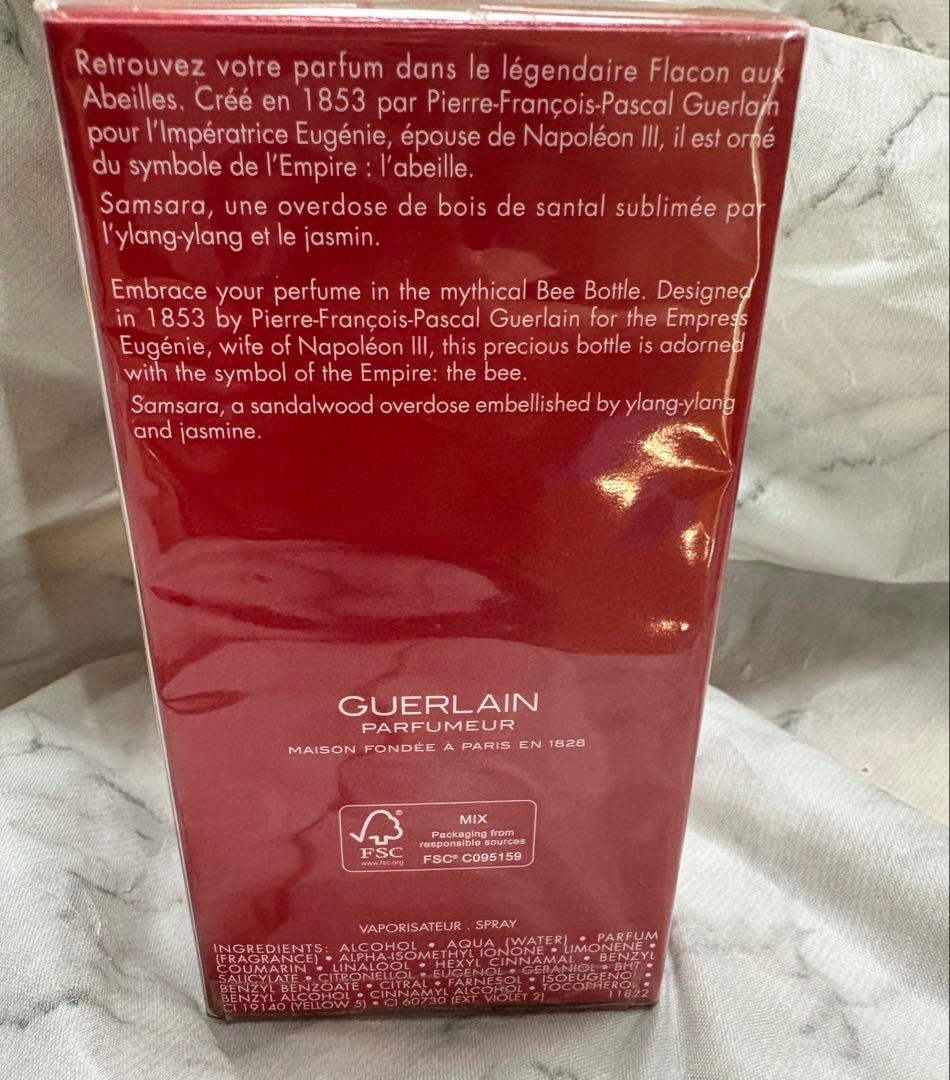 Retrouvez votre parfum dans le légendaire Flacon aux
Abeilles. Créé en 1853 par Pierre-François-Pascal Guerlain
pour l'Impératrice Eugénie, épouse de Napoléon III, il est orné
du symbole de l'Empire : l'abeille.
Samsara, une overdose de bois de santal sublimée par
l'ylang-ylang et le jasmin.
Embrace your perfume in the mythical Bee Bottle. Designed
in 1853 by Pierre-François-Pascal Guerlain for the Empress
Eugénie, wife of Napoléon III, this precious bottle is adorned
with the symbol of the Empire: the bee.
Samsara, a sandalwood overdose embellished by ylang-ylang
and jasmine.
GUERLAIN
PARFUMEUR
MAISON FONDÉE À PARIS EN 1828
FSC®
www.fsc.org
MIX
Packaging from
responsible sources
FSC® C095159
VAPORISATEUR . SPRAY
INGREDIENTS: ALCOHOL • AQUA (WATER) • PARFUM
(FRAGRANCE) • ALPHA-ISOMETHYL IONONE • LIMONENE •
COUMARIN • LINALOOL • HEXYL CINNAMAL • BENZYL
SALICYLATE • CITRONELLOL • EUGENOL • GERANIOL • BHT •
BENZYL BENZOATE • CITRAL • FARNESOL • ISOEUGENOL •
BENZYL ALCOHOL • CINNAMYL ALCOHOL • TOCOPHEROL •
CI 19140 (YELLOW 5) • CI 60730 (EXT. VIOLET 2) 11822